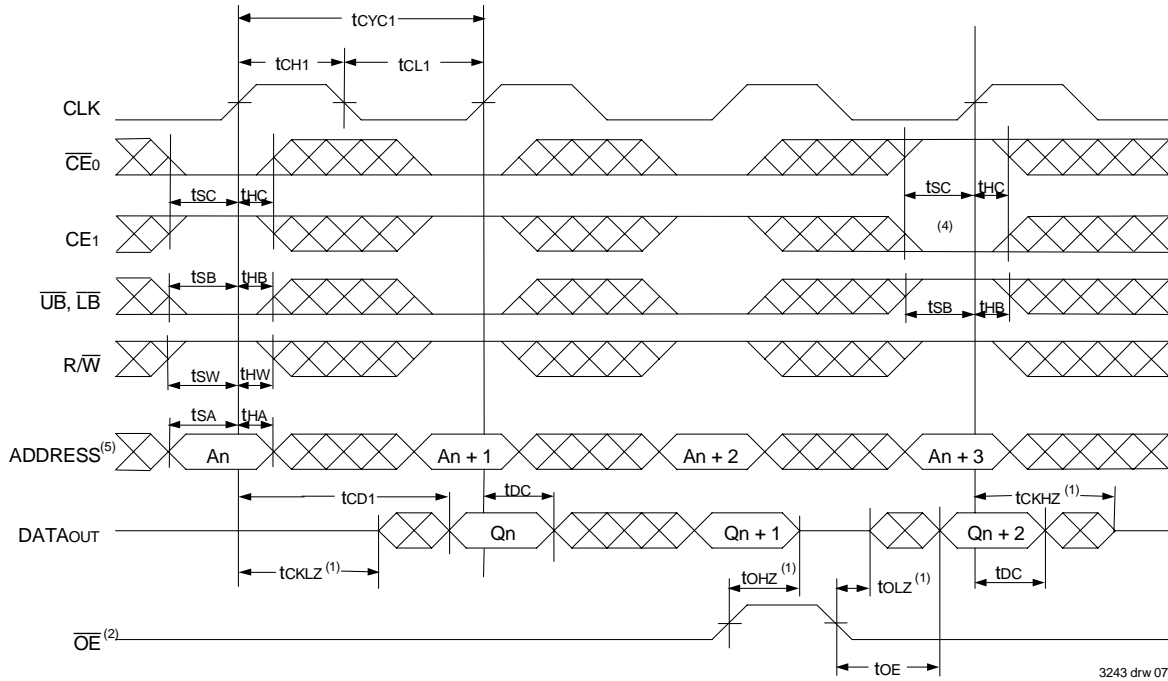 tCYC1
tCH1 tCL1
CLK
CE0
tSC tHC tSC tHC
CE1 (4)
tSB tHB
UB, LB
tSB tHB
R/W
tSW tHW
tSA tHA
ADDRESS(5) An An + 1 An + 2 An + 3
tCD1 tDC tCKHZ (1)
DATAOUT Qn Qn + 1 Qn + 2
tCKLZ (1) tOHZ (1) tOLZ (1) tDC
OE (2)
tOE
3243 drw 07